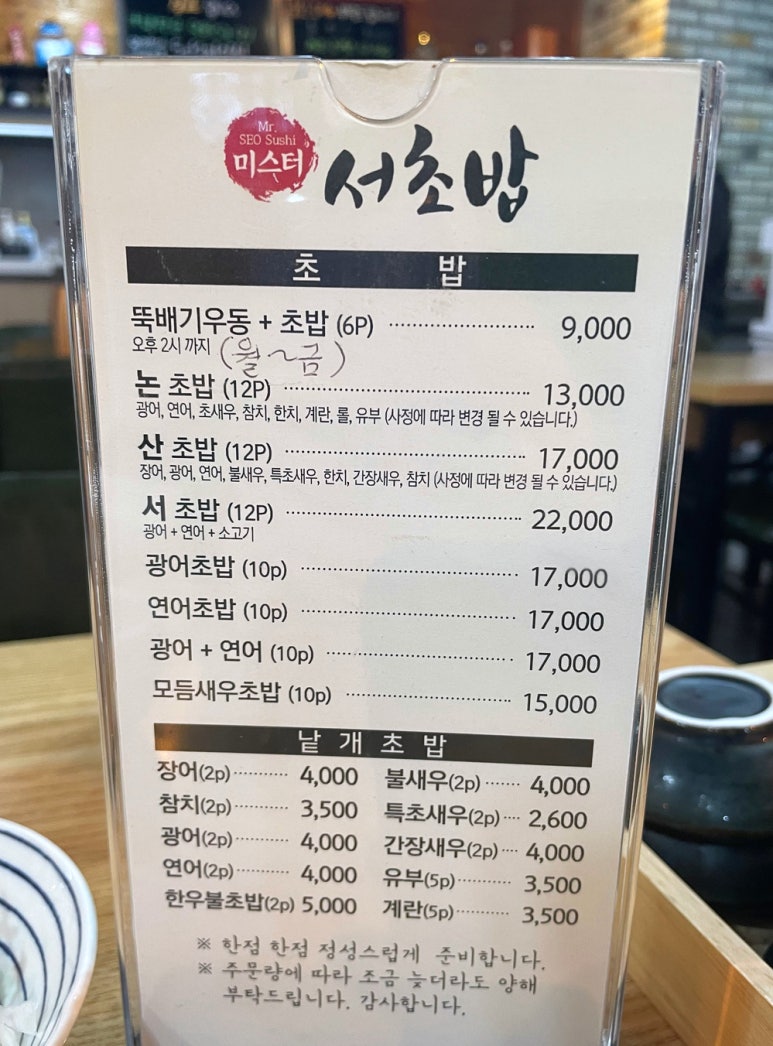 Mr.
SEO Sushi
미스터
서초밥
초 밥
뚝배기우동 + 초밥 (6P) 9,000
오후 2시 까지 (월~금)
논 초밥 (12P) 13,000
광어, 연어, 초새우, 참치, 한치, 계란, 롤, 유부 (사정에 따라 변경 될 수 있습니다.)
산 초밥 (12P) 17,000
장어, 광어, 연어, 불새우, 특초새우, 한치, 간장새우, 참치 (사정에 따라 변경 될 수 있습니다.)
서 초밥 (12P) 22,000
광어 + 연어 + 소고기
광어초밥 (10p) 17,000
연어초밥 (10p) 17,000
광어 + 연어 (10p) 17,000
모듬새우초밥 (10p) 15,000
낱개초밥
장어(2p) 4,000 불새우(2p) 4,000
참치(2p) 3,500 특초새우(2p) 2,600
광어(2p) 4,000 간장새우(2p) 4,000
연어(2p) 4,000 유부(5p) 3,500
한우불초밥(2p) 5,000 계란(5p) 3,500
※ 한점 한점 정성스럽게 준비합니다.
※ 주문량에 따라 조금 늦더라도 양해
부탁드립니다. 감사합니다.